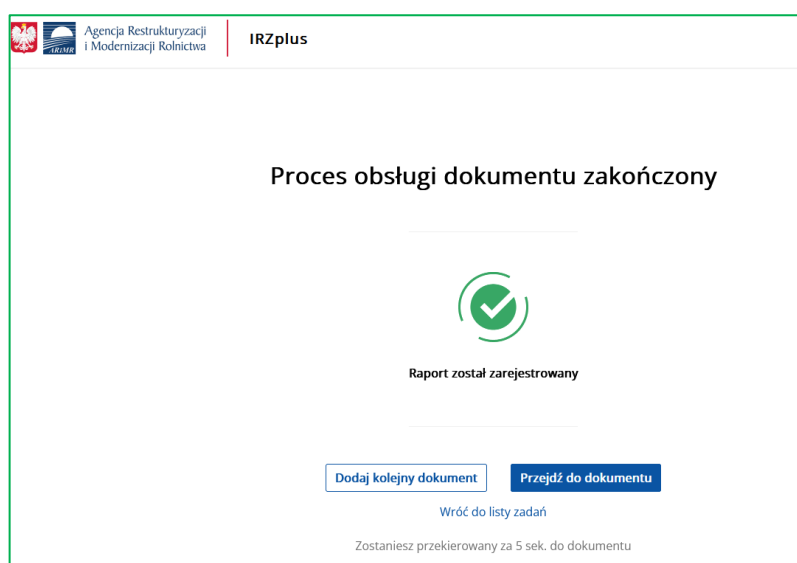 Agencja Restrukturyzacji
i Modernizacji Rolnictwa
IRZplus
ARiMR
Proces obsługi dokumentu zakończony
Raport został zarejestrowany
Dodaj kolejny dokument
Przejdź do dokumentu
Wróć do listy zadań
Zostaniesz przekierowany za 5 sek. do dokumentu